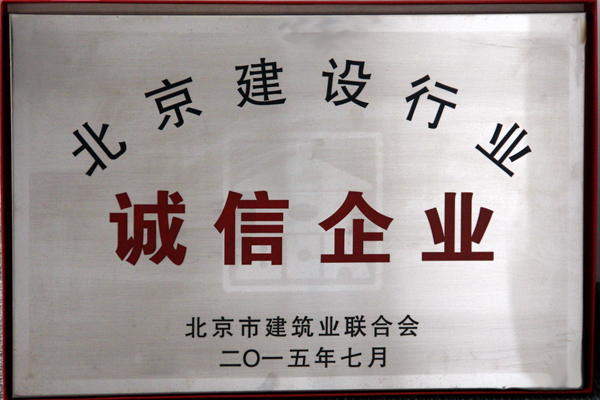 北京建设行业
诚信企业
北京市建筑业联合会
二〇一五年七月